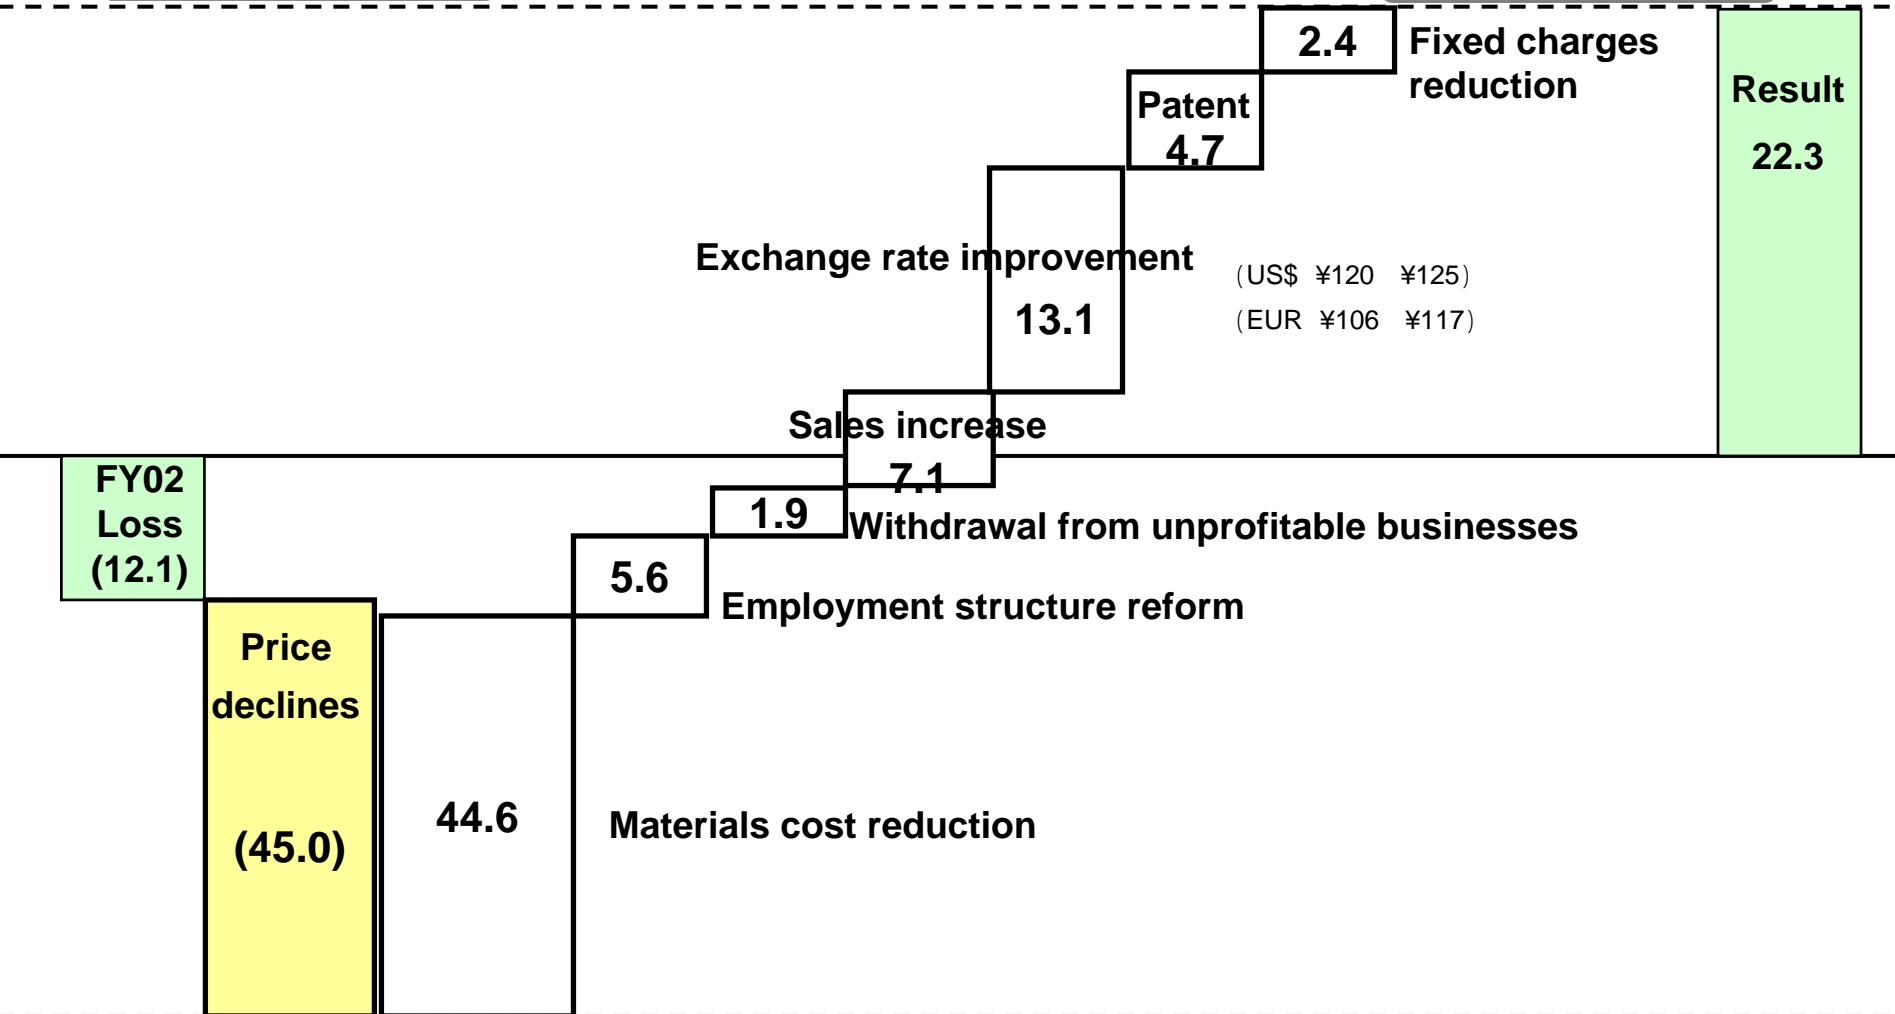 2.4
Fixed charges
reduction
Patent
4.7
Result
22.3
Exchange rate improvement
13.1
(US$ ¥120 ¥125)
(EUR ¥106 ¥117)
Sales increase
7.1
FY02
Loss
(12.1)
1.9
Withdrawal from unprofitable businesses
5.6
Employment structure reform
Price
declines
(45.0)
44.6
Materials cost reduction